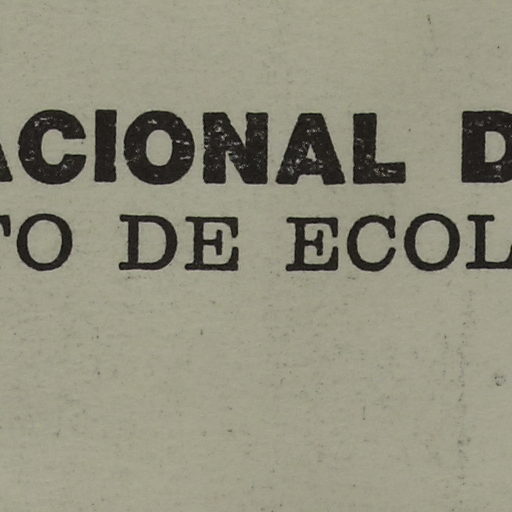 ACIONAL D
TO DE ECOL